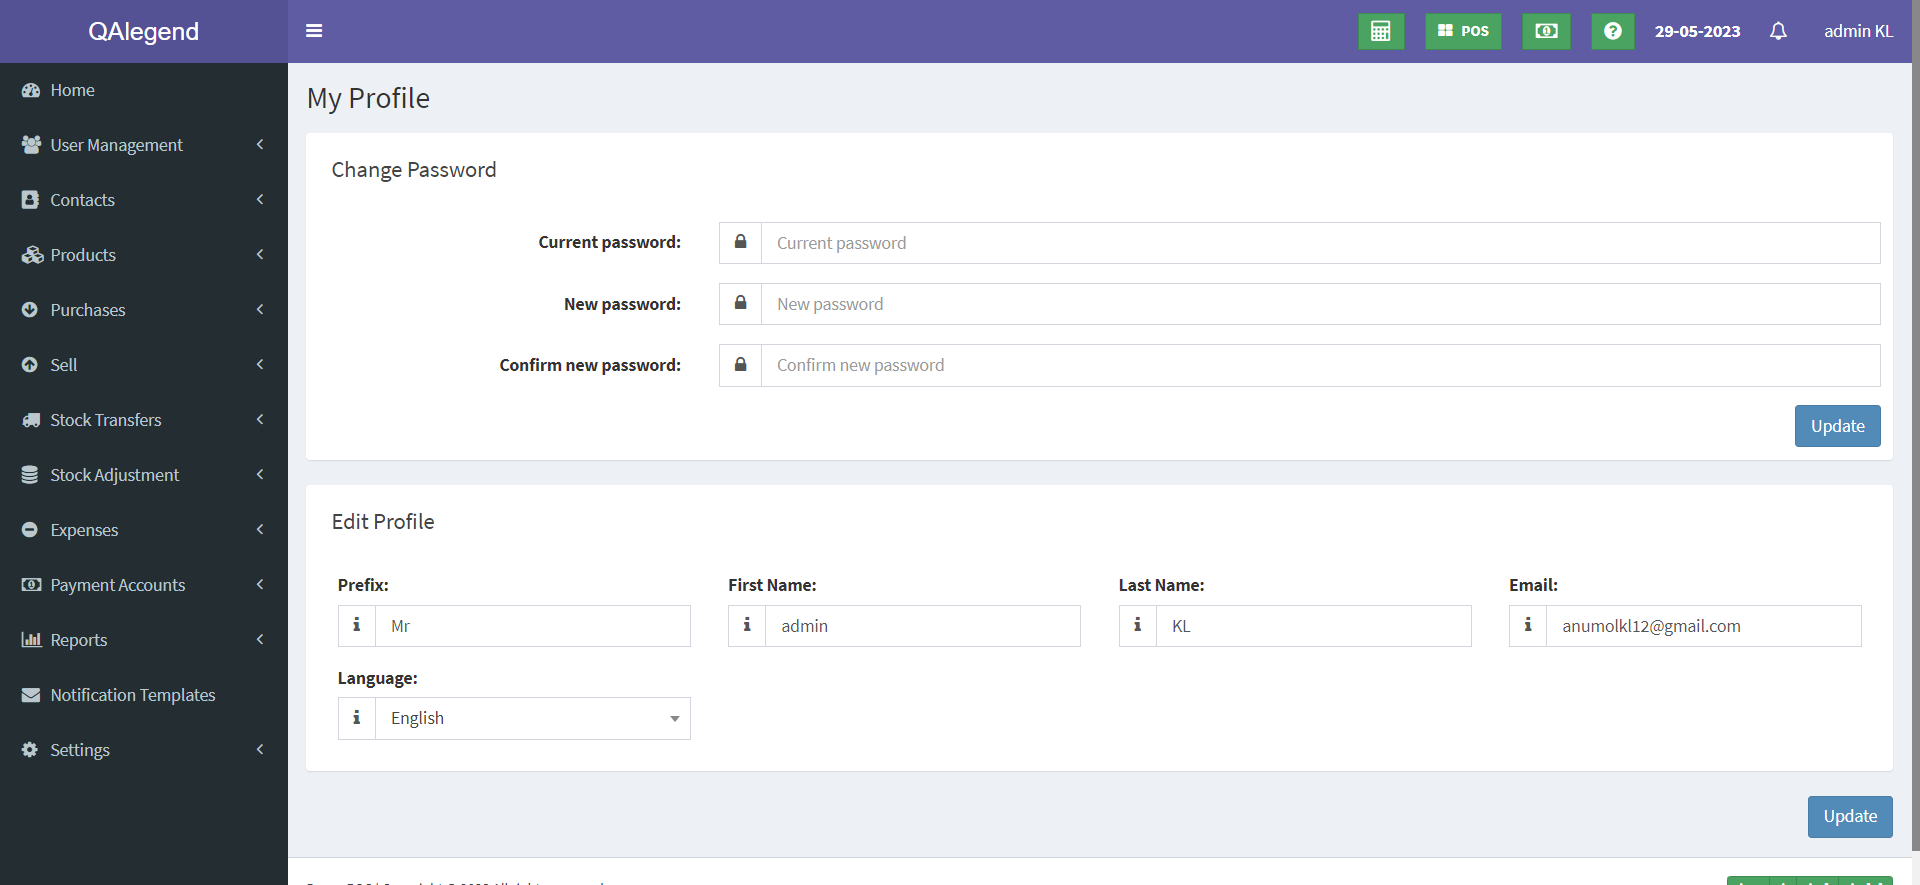 QAlegend
POS
29-05-2023
admin KL
Home
User Management
Contacts
Products
Purchases
Sell
Stock Transfers
Stock Adjustment
Expenses
Payment Accounts
Reports
Notification Templates
Settings
My Profile
Change Password
Current password:
Current password
New password:
New password
Confirm new password:
Confirm new password
Update
Edit Profile
Prefix:
First Name:
Last Name:
Email:
Mr
admin
KL
anumolkl12@gmail.com
Language:
English
Update